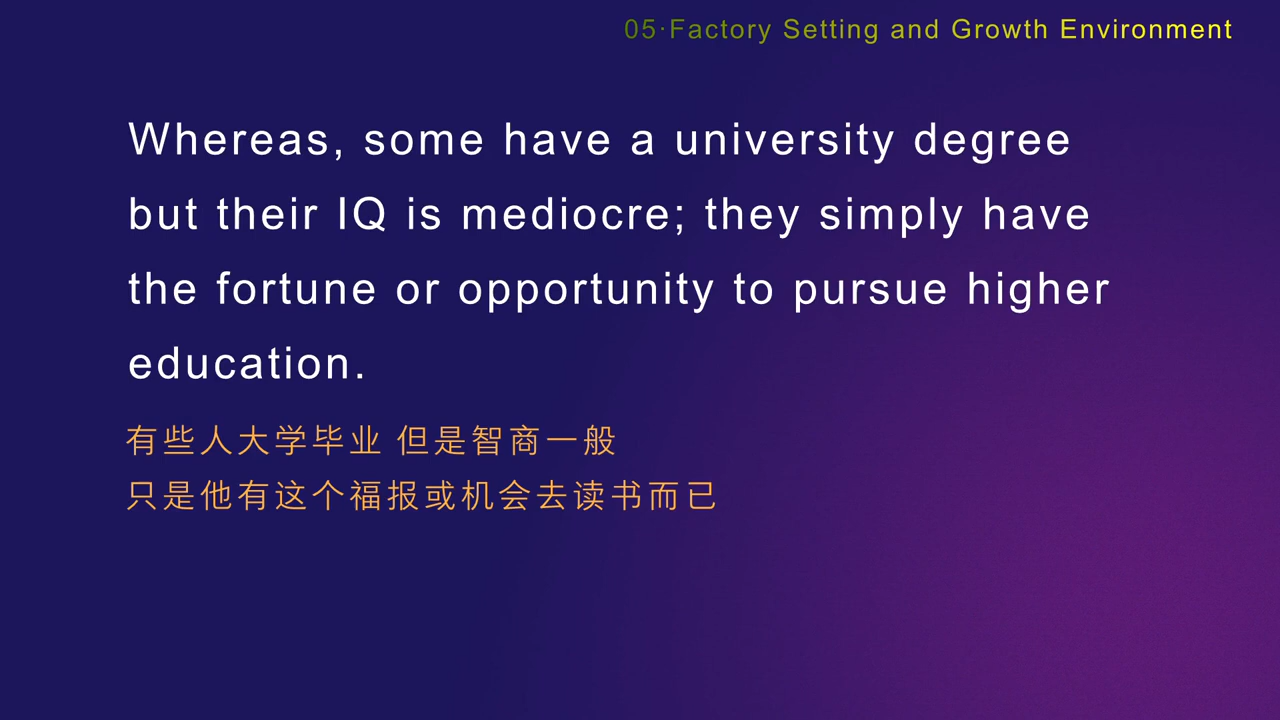 05·Factory Setting and Growth Environment
Whereas, some have a university degree
but their IQ is mediocre; they simply have
the fortune or opportunity to pursue higher
education.
有些人大学毕业 但是智商一般
只是他有这个福报或机会去读书而已